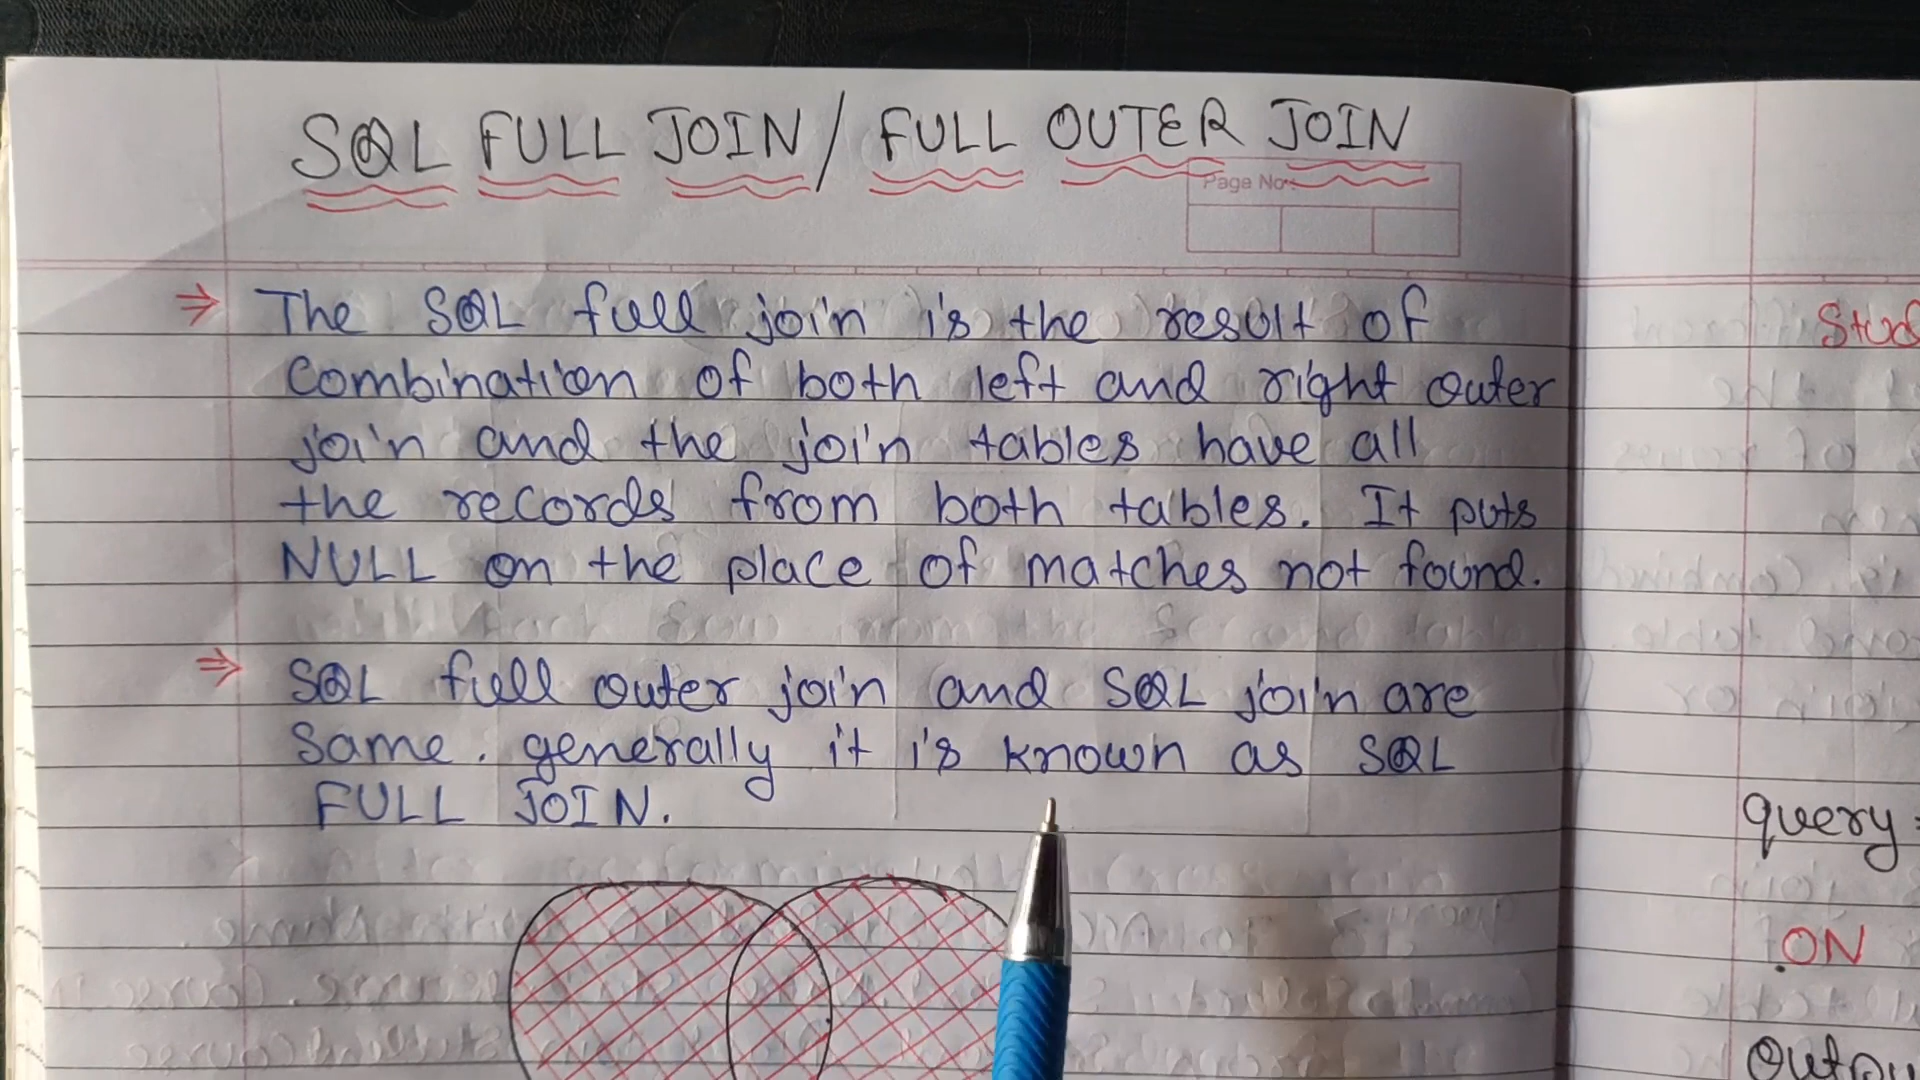 SQL FULL JOIN / FULL OUTER JOIN
Page No.
⇒ The SQL full join is the result of
combination of both left and right outer
join and the join tables have all
the records from both tables. It puts
NULL on the place of matches not found.
⇒ SQL full outer join and SQL join are
same. generally it is known as SQL
FULL JOIN.
query
ON